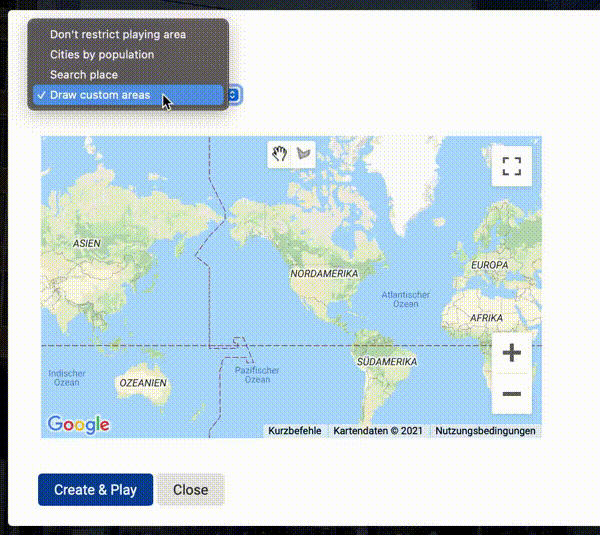 Don't restrict playing area
Cities by population
Search place
✓ Draw custom areas
ASIEN
NORDAMERIKA
EUROPA
Atlantischer
Ozean
AFRIKA
SÜDAMERIKA
Indischer
Ozean
OZEANIEN
Pazifischer
Ozean
Google
Kurzbefehle
Kartendaten © 2021
Nutzungsbedingungen
Create & Play
Close